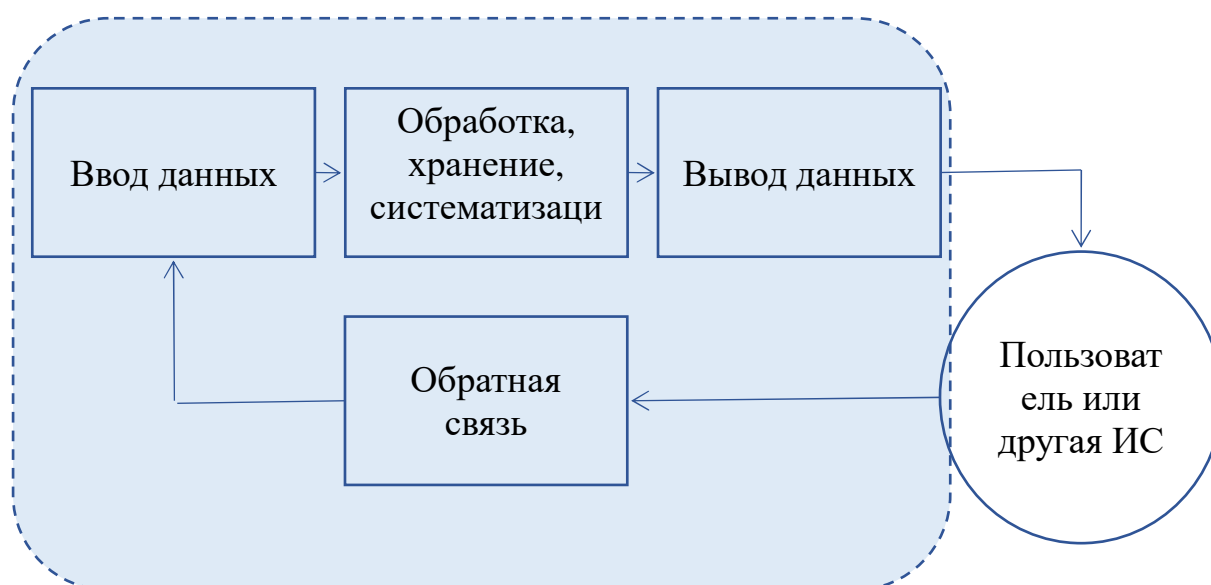 Ввод данных
Обработка,
хранение,
систематизаци
Вывод данных
Обратная
связь
Пользоват
ель или
другая ИС